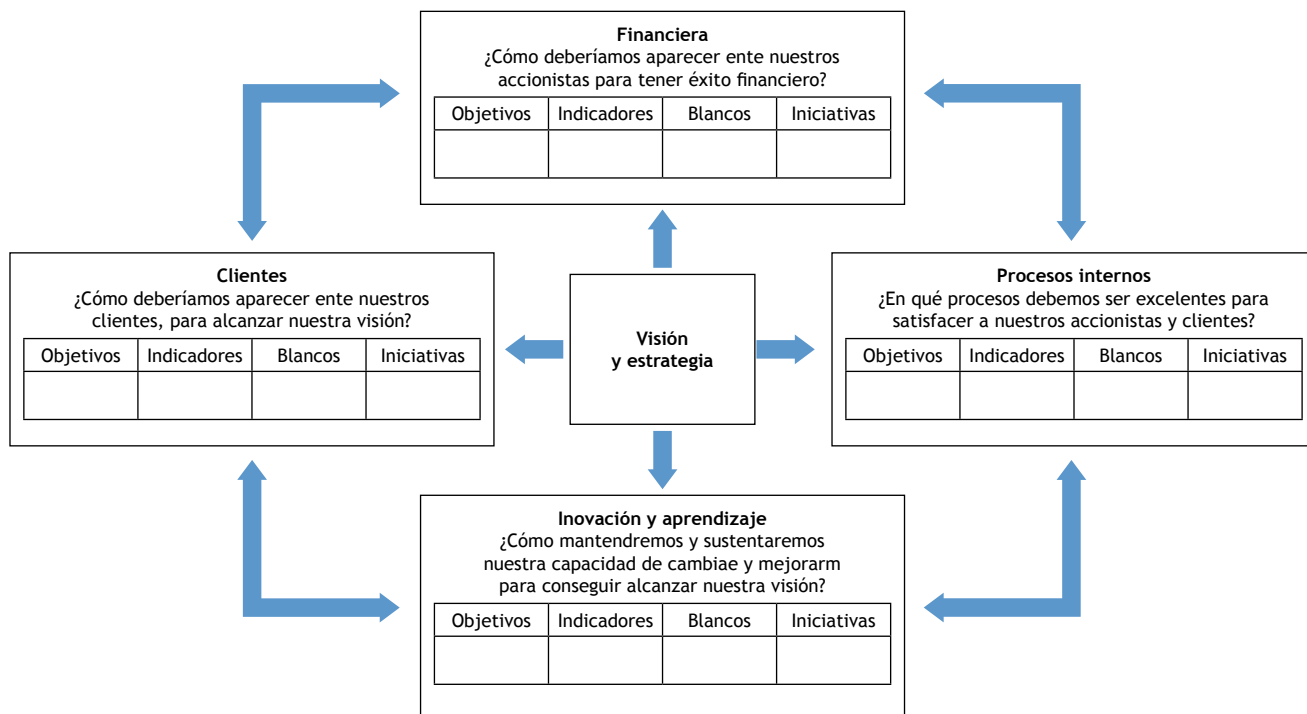 Financiera
¿Cómo deberíamos aparecer ente nuestros
accionistas para tener éxito financiero?
Objetivos Indicadores Blancos Iniciativas
Clientes
¿Cómo deberíamos aparecer ente nuestros
clientes, para alcanzar nuestra visión?
Objetivos Indicadores Blancos Iniciativas
Visión
y estrategia
Procesos internos
¿En qué procesos debemos ser excelentes para
satisfacer a nuestros accionistas y clientes?
Objetivos Indicadores Blancos Iniciativas
Inovación y aprendizaje
¿Cómo mantendremos y sustentaremos
nuestra capacidad de cambiae y mejorarm
para conseguir alcanzar nuestra visión?
Objetivos Indicadores Blancos Iniciativas